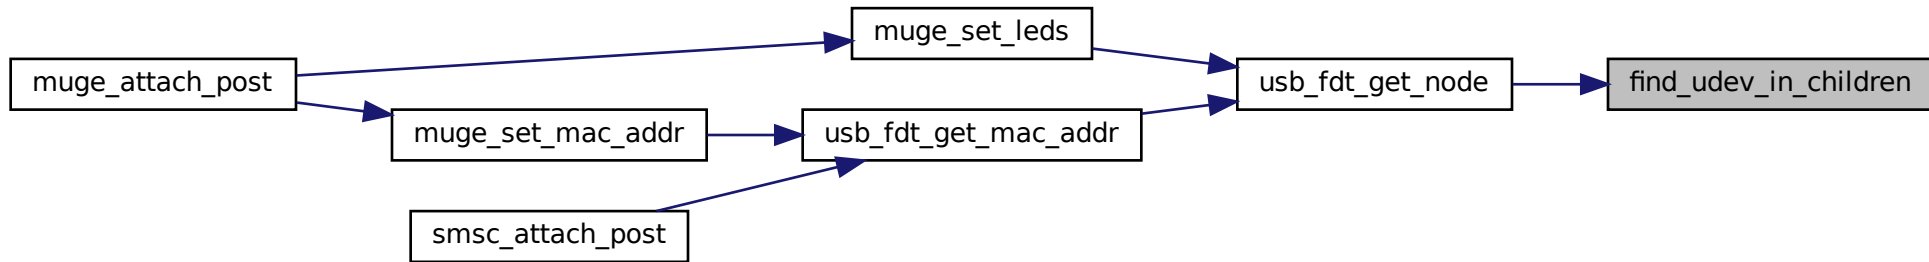 muge_set_leds
muge_attach_post
usb_fdt_get_node
find_udev_in_children
muge_set_mac_addr
usb_fdt_get_mac_addr
smsc_attach_post